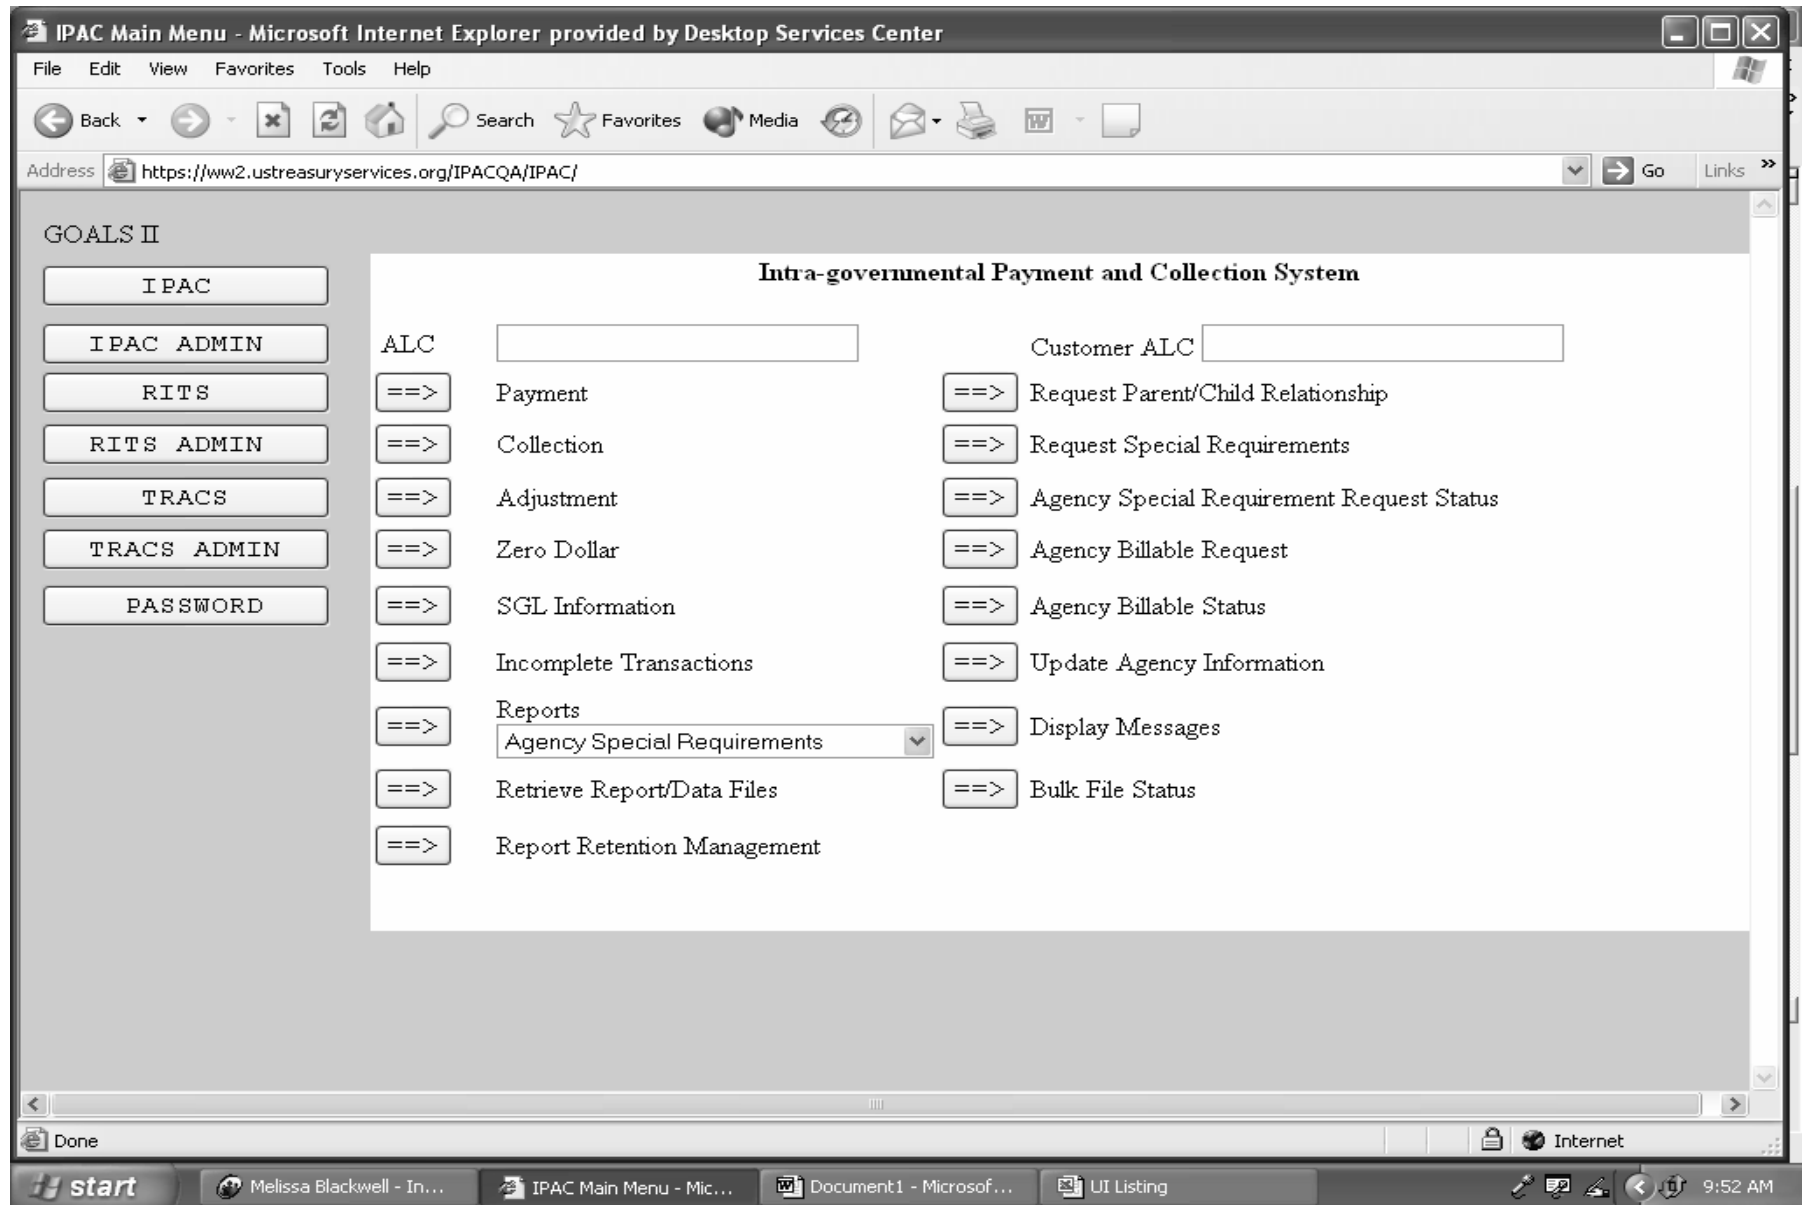 IPAC Main Menu - Microsoft Internet Explorer provided by Desktop Services Center
File Edit View Favorites Tools Help
Back Search Favorites Media
Address https://ww2.ustreasuryservices.org/IPACQA/IPAC/ Go Links »
GOALS II
Intra-governmental Payment and Collection System
IPAC
IPAC ADMIN
RITS
RITS ADMIN
TRACS
TRACS ADMIN
PASSWORD
ALC Customer ALC
==> Payment ==> Request Parent/Child Relationship
==> Collection ==> Request Special Requirements
==> Adjustment ==> Agency Special Requirement Request Status
==> Zero Dollar ==> Agency Billable Request
==> SGL Information ==> Agency Billable Status
==> Incomplete Transactions ==> Update Agency Information
Reports
==> Agency Special Requirements ==> Display Messages
==> Retrieve Report/Data Files ==> Bulk File Status
==> Report Retention Management
Done Internet
start Melissa Blackwell - In... IPAC Main Menu - Mic... Document1 - Microsof... UI Listing 9:52 AM